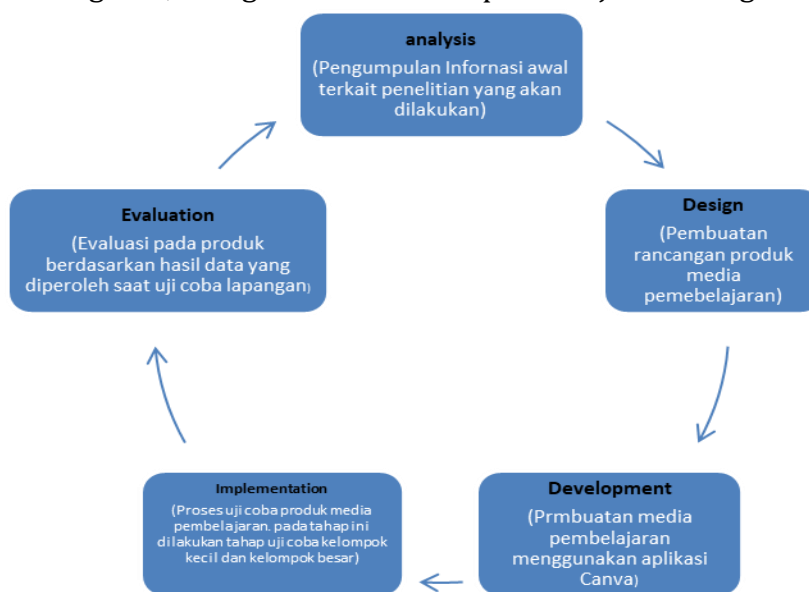 analysis
(Pengumpulan Infornasi awal
terkait penelitian yang akan
dilakukan)
Design
(Pembuatan
rancangan produk
media
pemebelajaran)
Development
(Prmbuatan media
pembelajaran
menggunakan aplikasi
Canva)
Implementation
(Proses uji coba produk media
pembelajaran. pada tahap ini
dilakukan tahap uji coba kelompok
kecil dan kelompok besar)
Evaluation
(Evaluasi pada produk
berdasarkan hasil data yang
diperoleh saat uji coba lapangan)